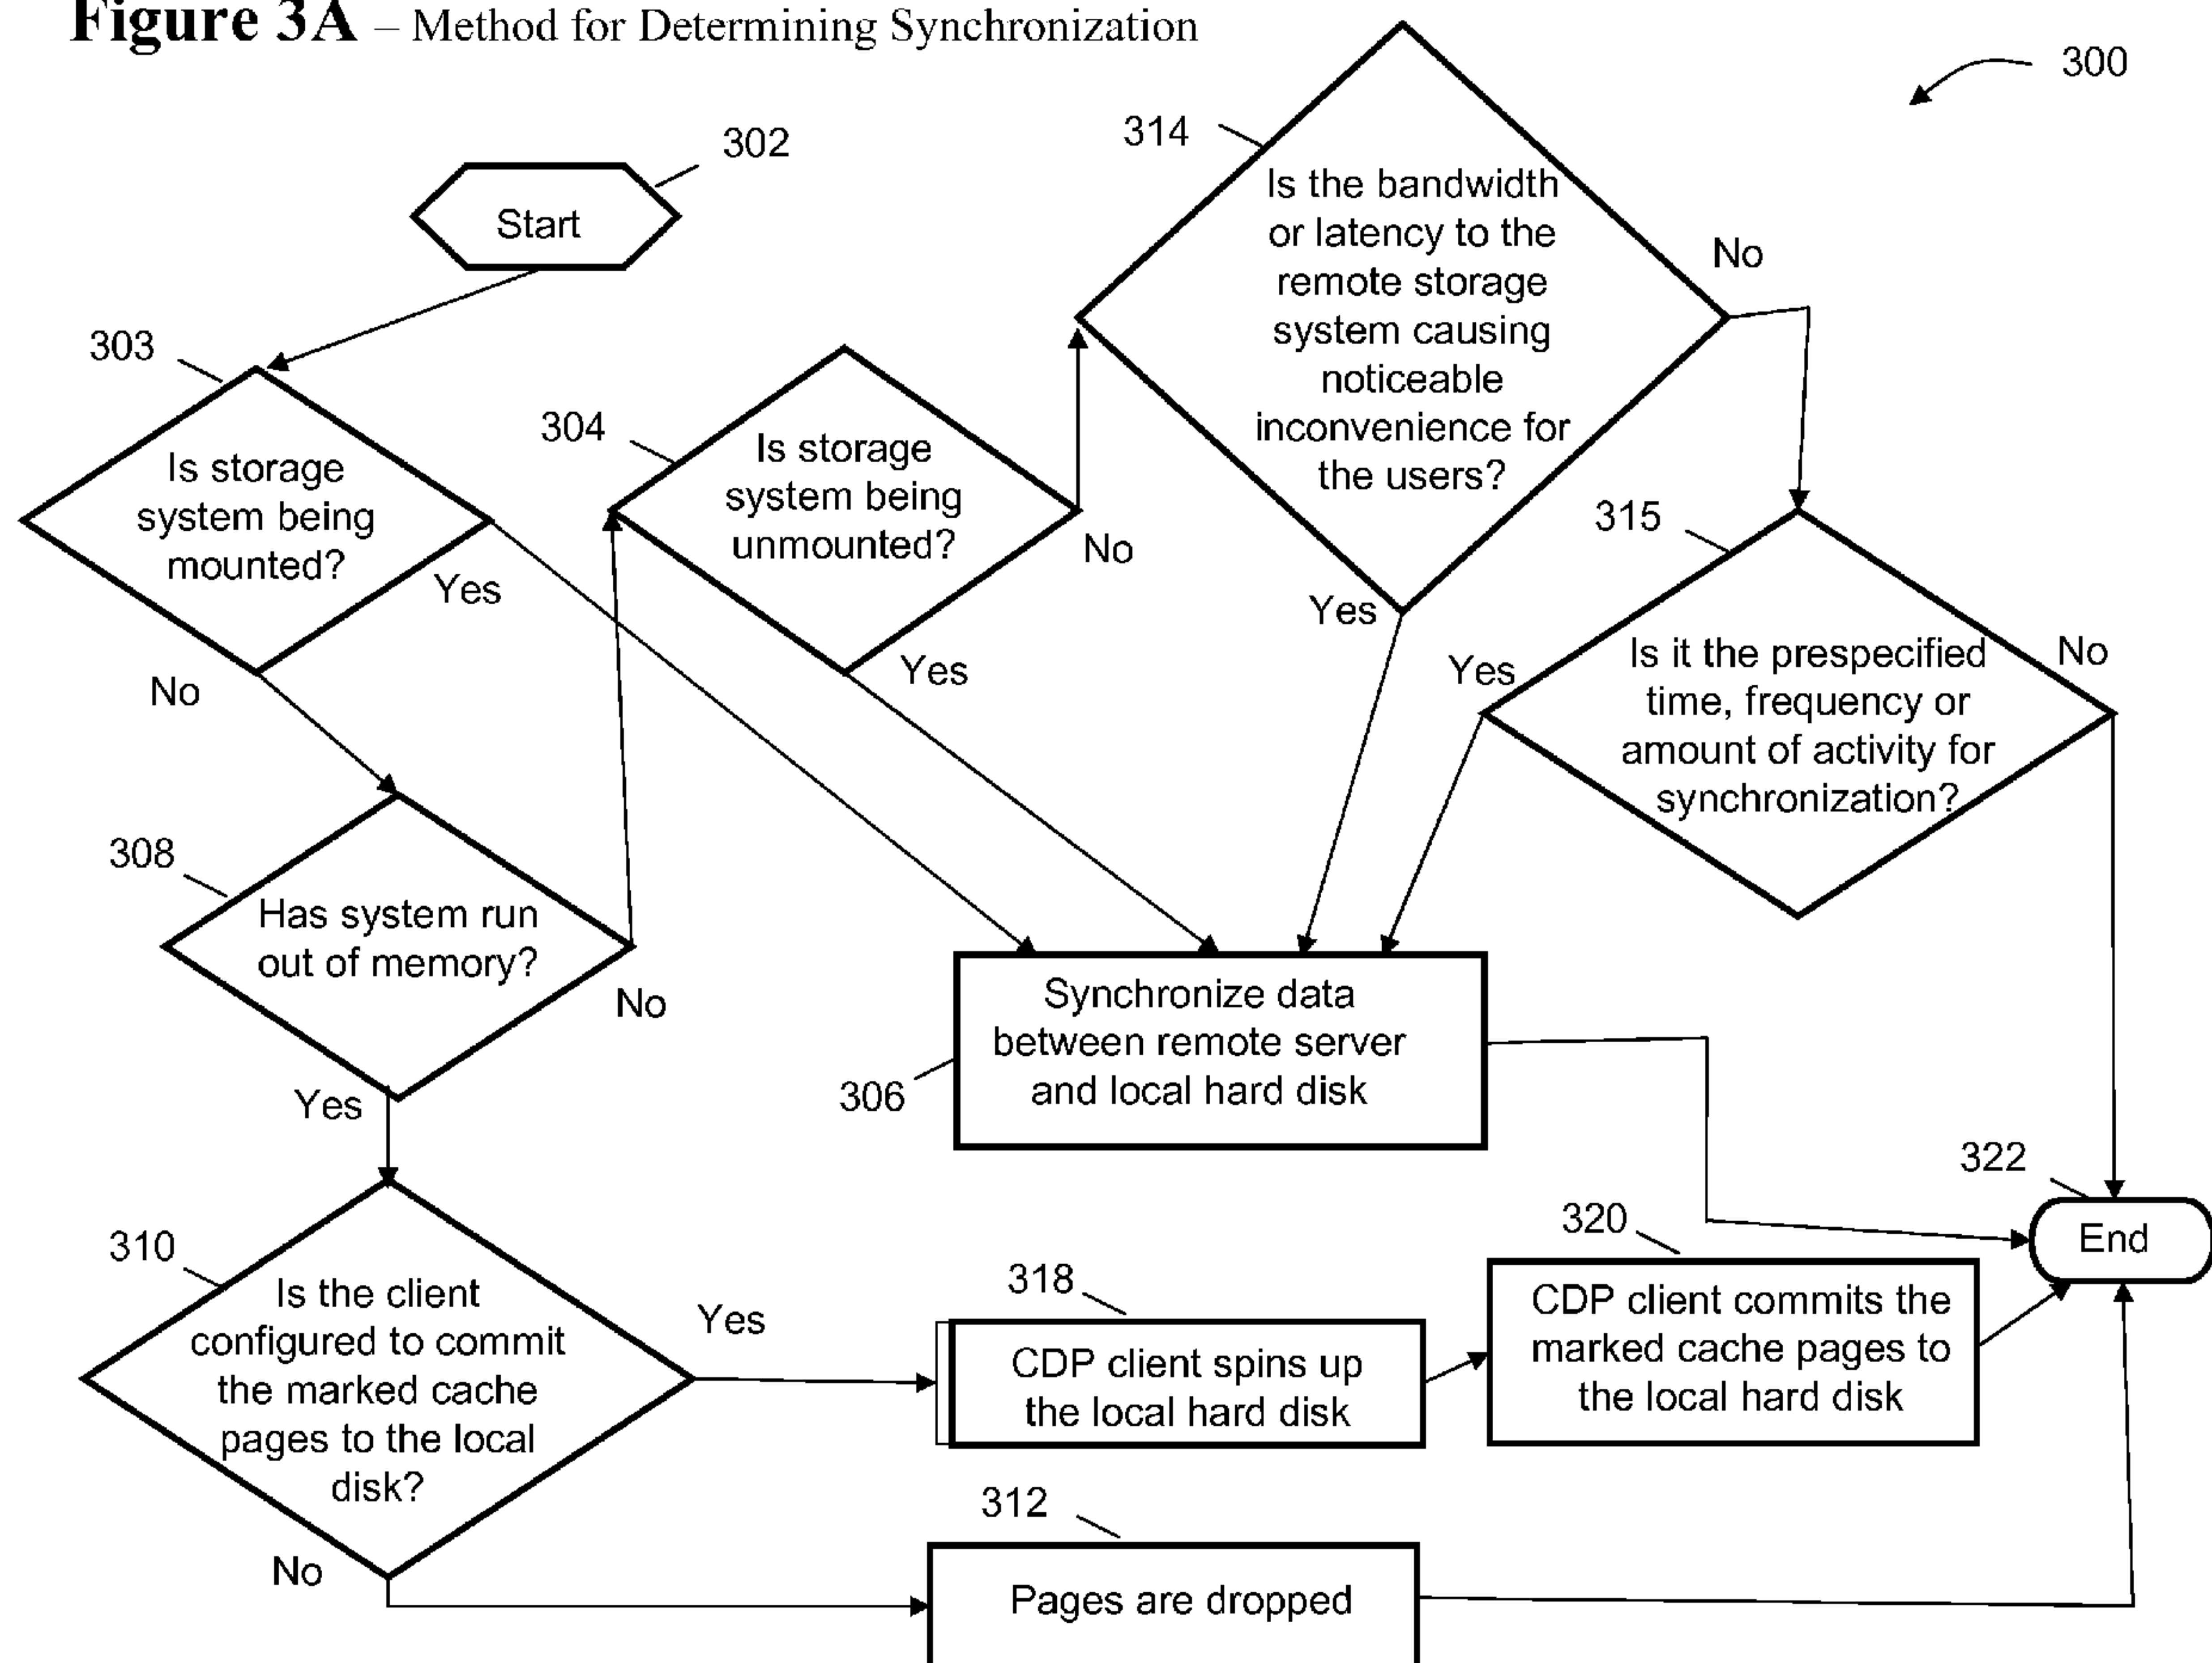 Figure 3A – Method for Determining Synchronization
300
302
Start
314
Is the bandwidth
or latency to the
remote storage
system causing
noticeable
inconvenience for
the users?
No
Yes
303
Is storage
system being
mounted?
Yes
No
304
Is storage
system being
unmounted?
No
Yes
315
Is it the prespecified
time, frequency or
amount of activity for
synchronization?
Yes
No
308
Has system run
out of memory?
No
Yes
Synchronize data
between remote server
and local hard disk
306
322
End
310
Is the client
configured to commit
the marked cache
pages to the local
disk?
Yes
No
318
CDP client spins up
the local hard disk
320
CDP client commits the
marked cache pages to
the local hard disk
312
Pages are dropped